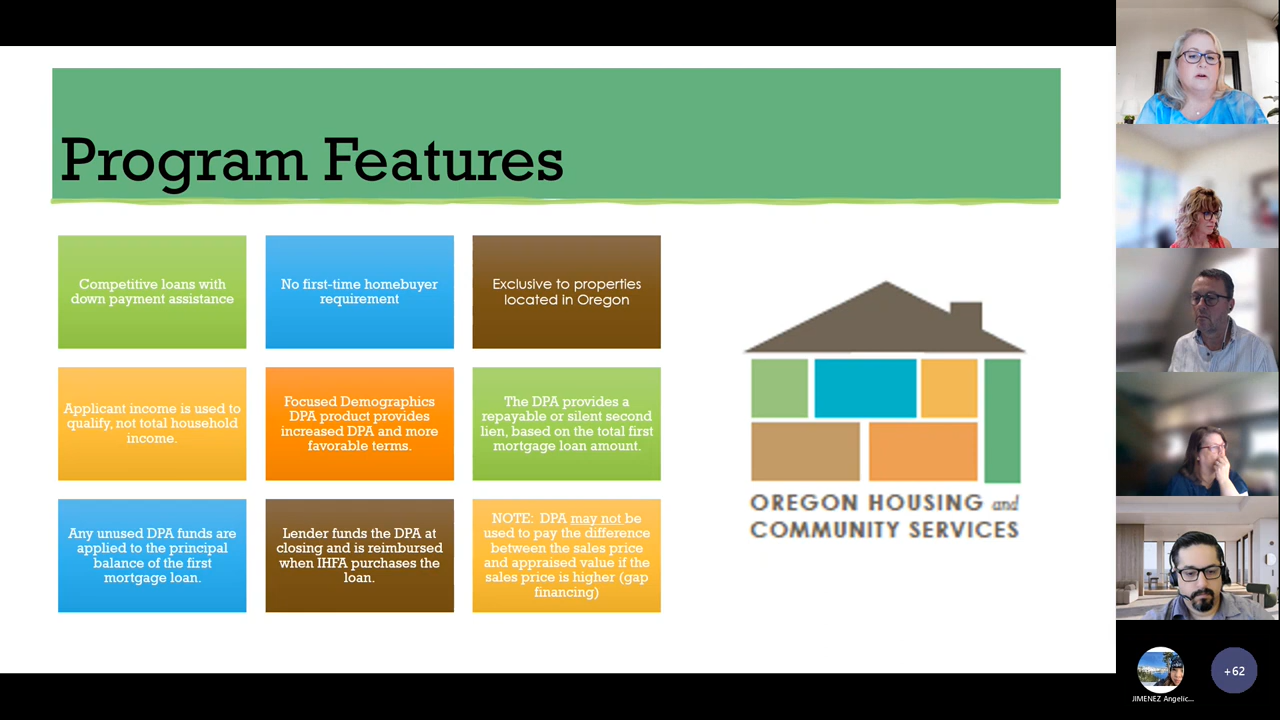 Program Features
Competitive loans with
down payment assistance
No first-time homebuyer
requirement
Exclusive to properties
located in Oregon
Applicant income is used to
qualify, not total household
income.
Focused Demographics
DPA product provides
increased DPA and more
favorable terms.
The DPA provides a
repayable or silent second
lien, based on the total first
mortgage loan amount.
Any unused DPA funds are
applied to the principal
balance of the first
mortgage loan.
Lender funds the DPA at
closing and is reimbursed
when IHFA purchases the
loan.
NOTE: DPA may not be
used to pay the difference
between the sales price
and appraised value if the
sales price is higher (gap
financing)
OREGON HOUSING and
COMMUNITY SERVICES
+62
JIMENEZ Angelic...